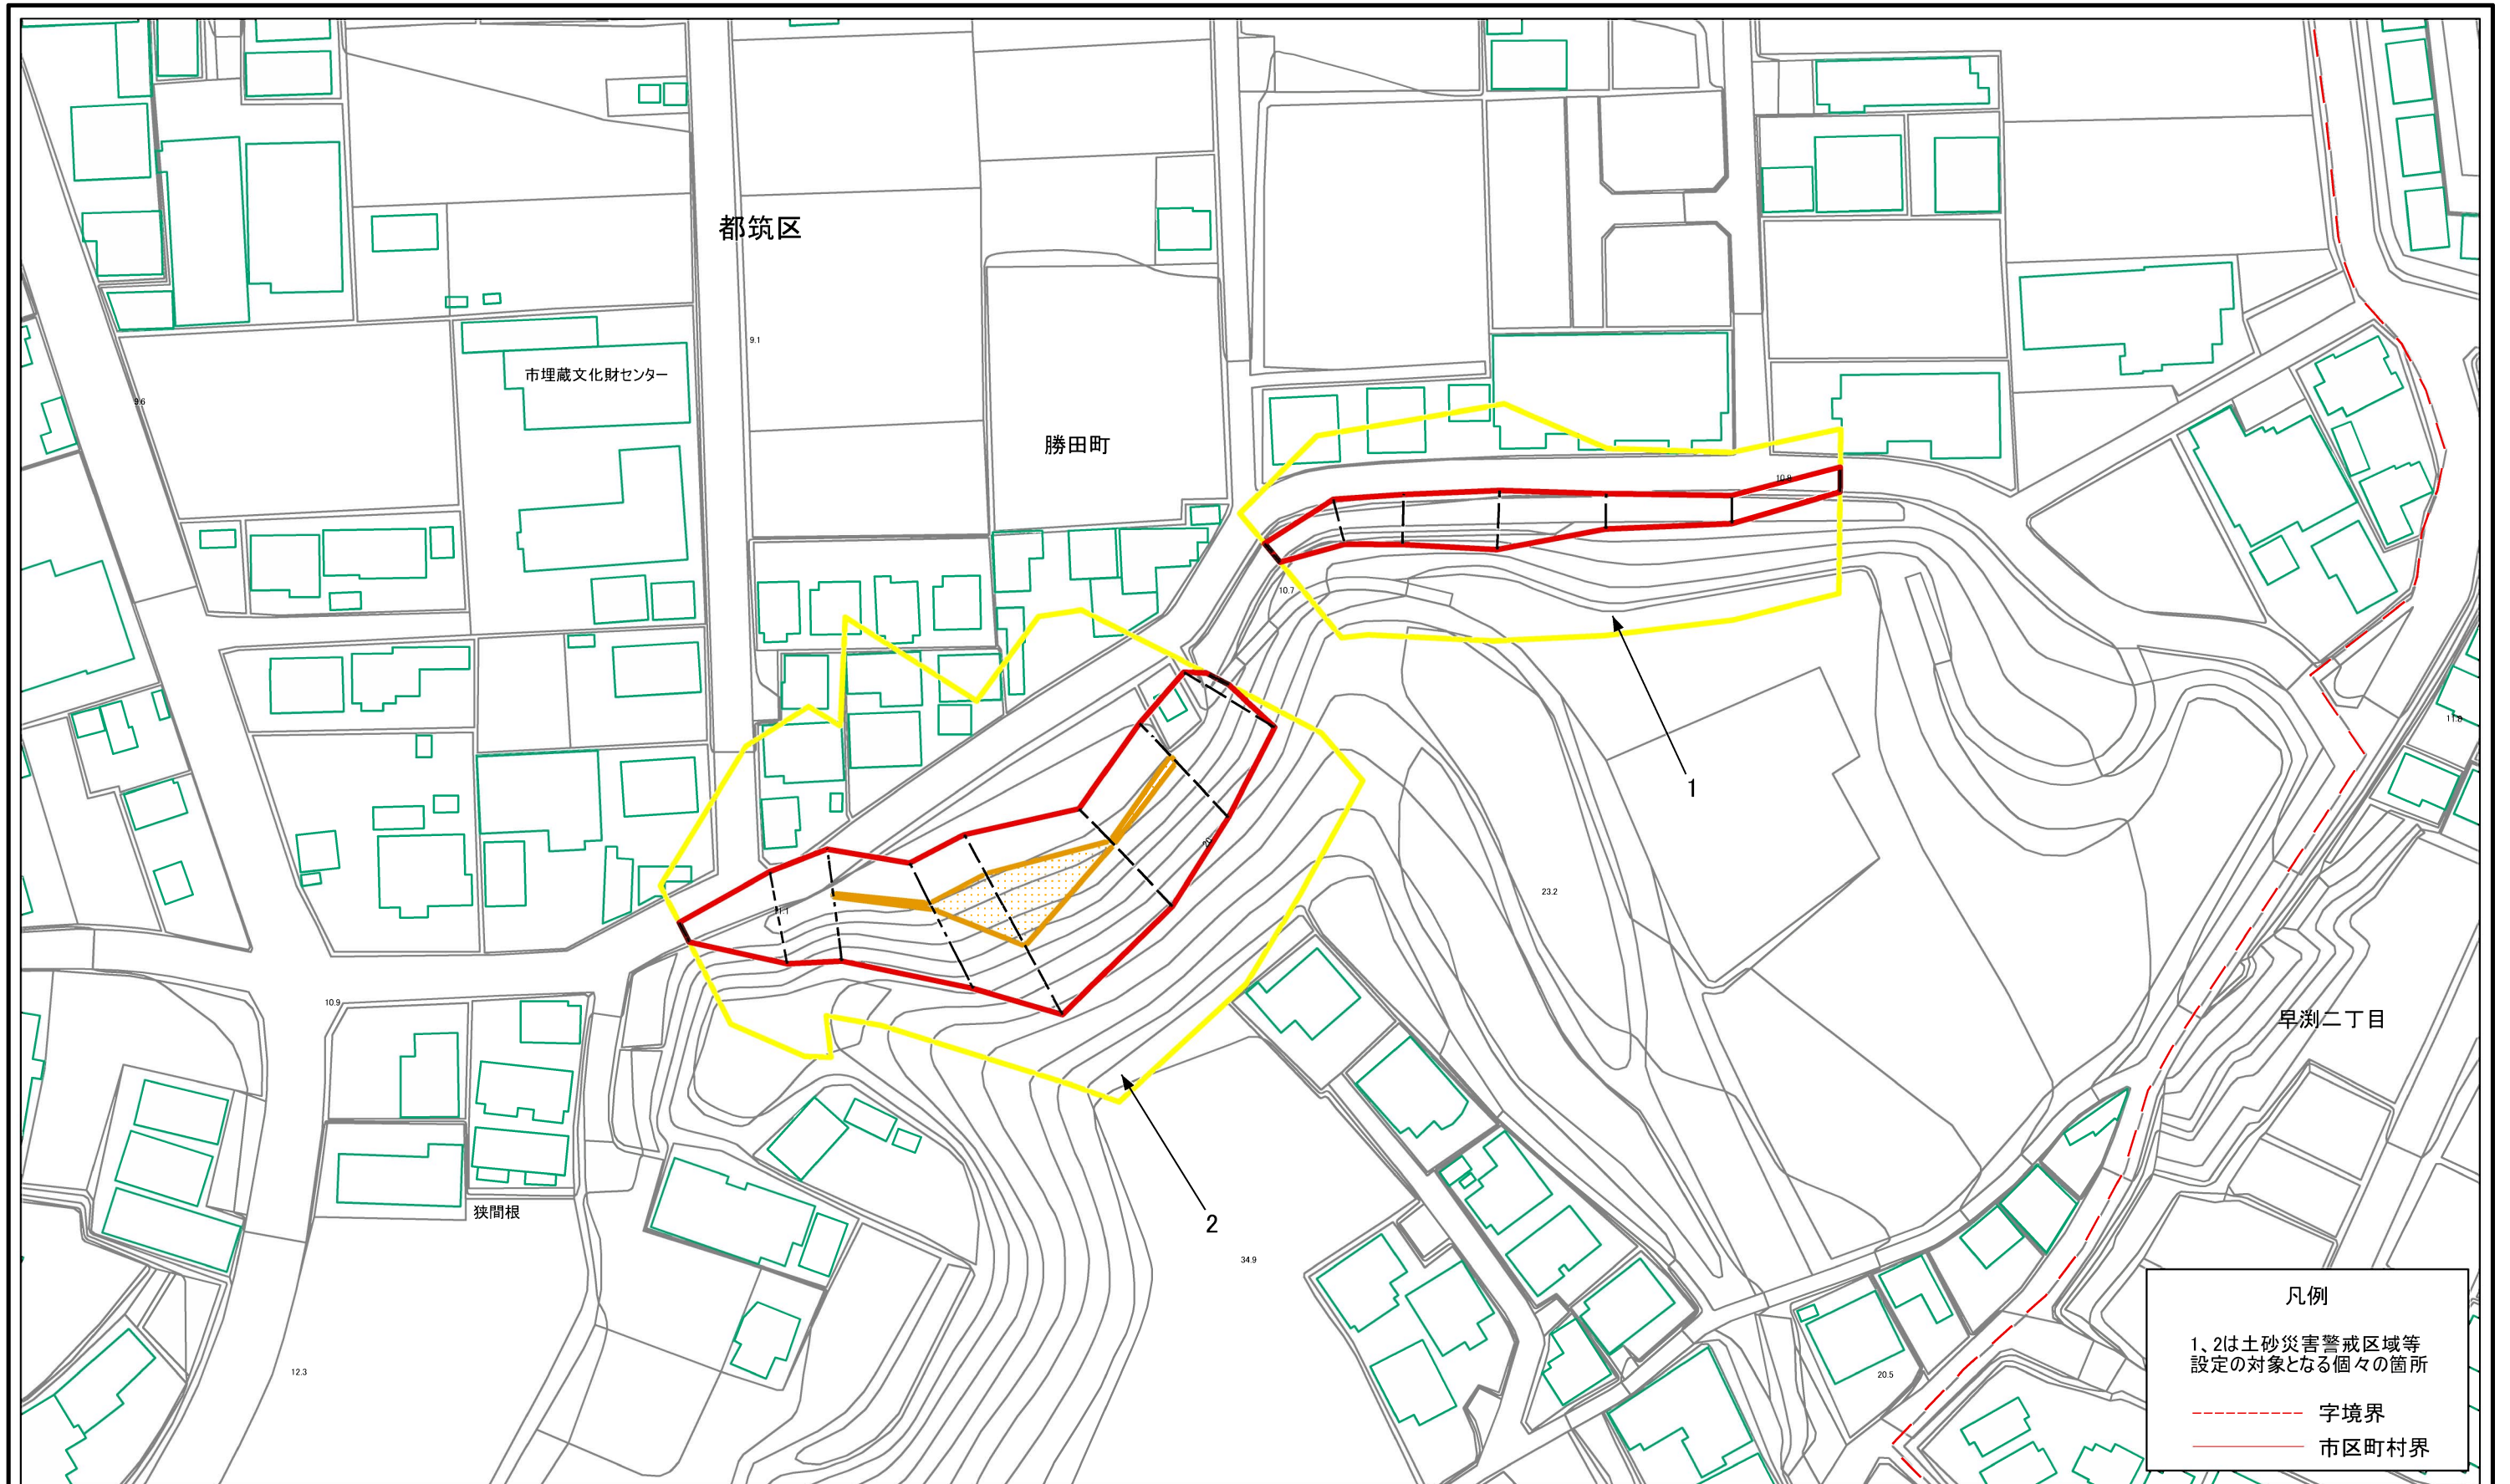 都筑区
9.1
市埋蔵文化財センター
9.6
勝田町
10.8
10.7
1
11.8
11.1
23.2
10.9
早渕二丁目
狭間根
2
34.9
12.3
20.5
凡例
1、2は土砂災害警戒区域等
設定の対象となる個々の箇所
字境界
市区町村界